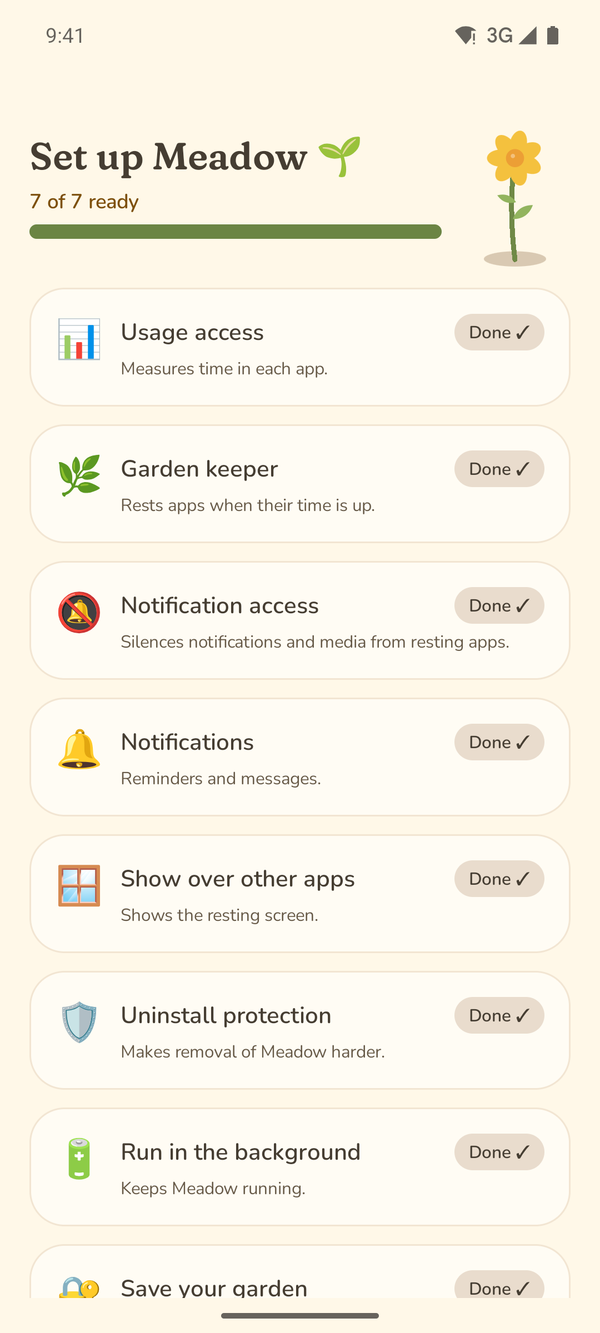 9:41
3G
Set up Meadow 🌱
7 of 7 ready
Usage access
Done ✓
Measures time in each app.
Garden keeper
Done ✓
Rests apps when their time is up.
Notification access
Done ✓
Silences notifications and media from resting apps.
Notifications
Done ✓
Reminders and messages.
Show over other apps
Done ✓
Shows the resting screen.
Uninstall protection
Done ✓
Makes removal of Meadow harder.
Run in the background
Done ✓
Keeps Meadow running.
Save your garden
Done ✓